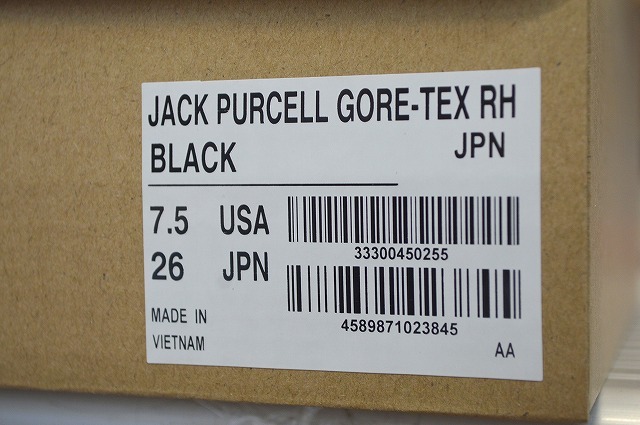 JACK PURCELL GORE-TEX RH
BLACK JPN
7.5 USA
33300450255
26 JPN
4589871023845
MADE IN
VIETNAM
AA